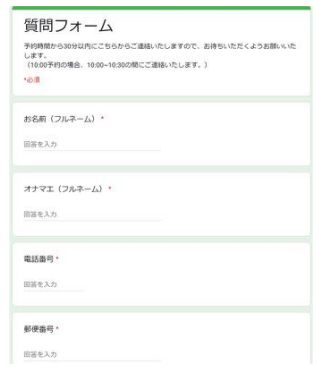 質問フォーム
予約時間から30分以内にこちらからご連絡いたしますので、お待ちいただくようお願いいた
します。
（10:00予約の場合、10:00~10:30の間にご連絡いたします。）
*必須
お名前（フルネーム） *
回答を入力
オナマエ（フルネーム） *
回答を入力
電話番号 *
回答を入力
郵便番号 *
回答を入力